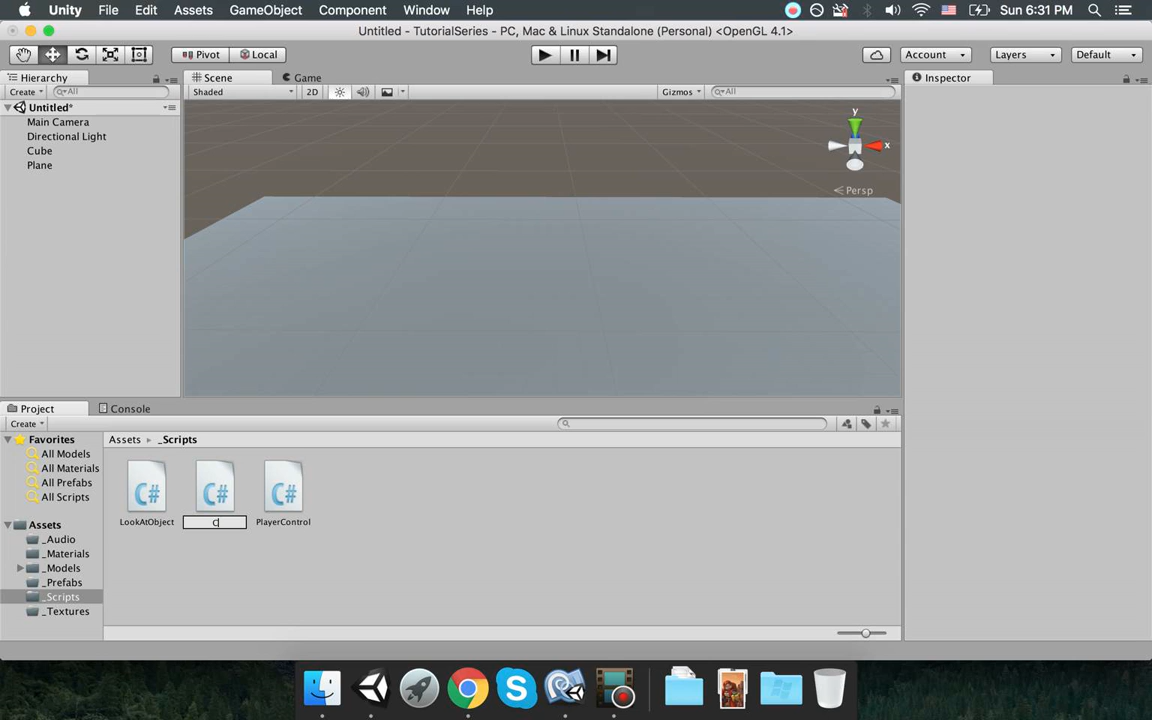 Unity File Edit Assets GameObject Component Window Help Sun 6:31 PM
Untitled - TutorialSeries - PC, Mac & Linux Standalone (Personal) <OpenGL 4.1>
Pivot Local Account Layers Default
Hierarchy Scene Game Inspector
Create All Shaded 2D Gizmos All
Untitled*
Main Camera
Directional Light
Cube
Plane
y
x
Persp
Project Console
Create
Favorites Assets _Scripts
All Models
All Materials
All Prefabs
All Scripts
C# C# C#
LookAtObject C PlayerControl
Assets
_Audio
_Materials
_Models
_Prefabs
_Scripts
_Textures